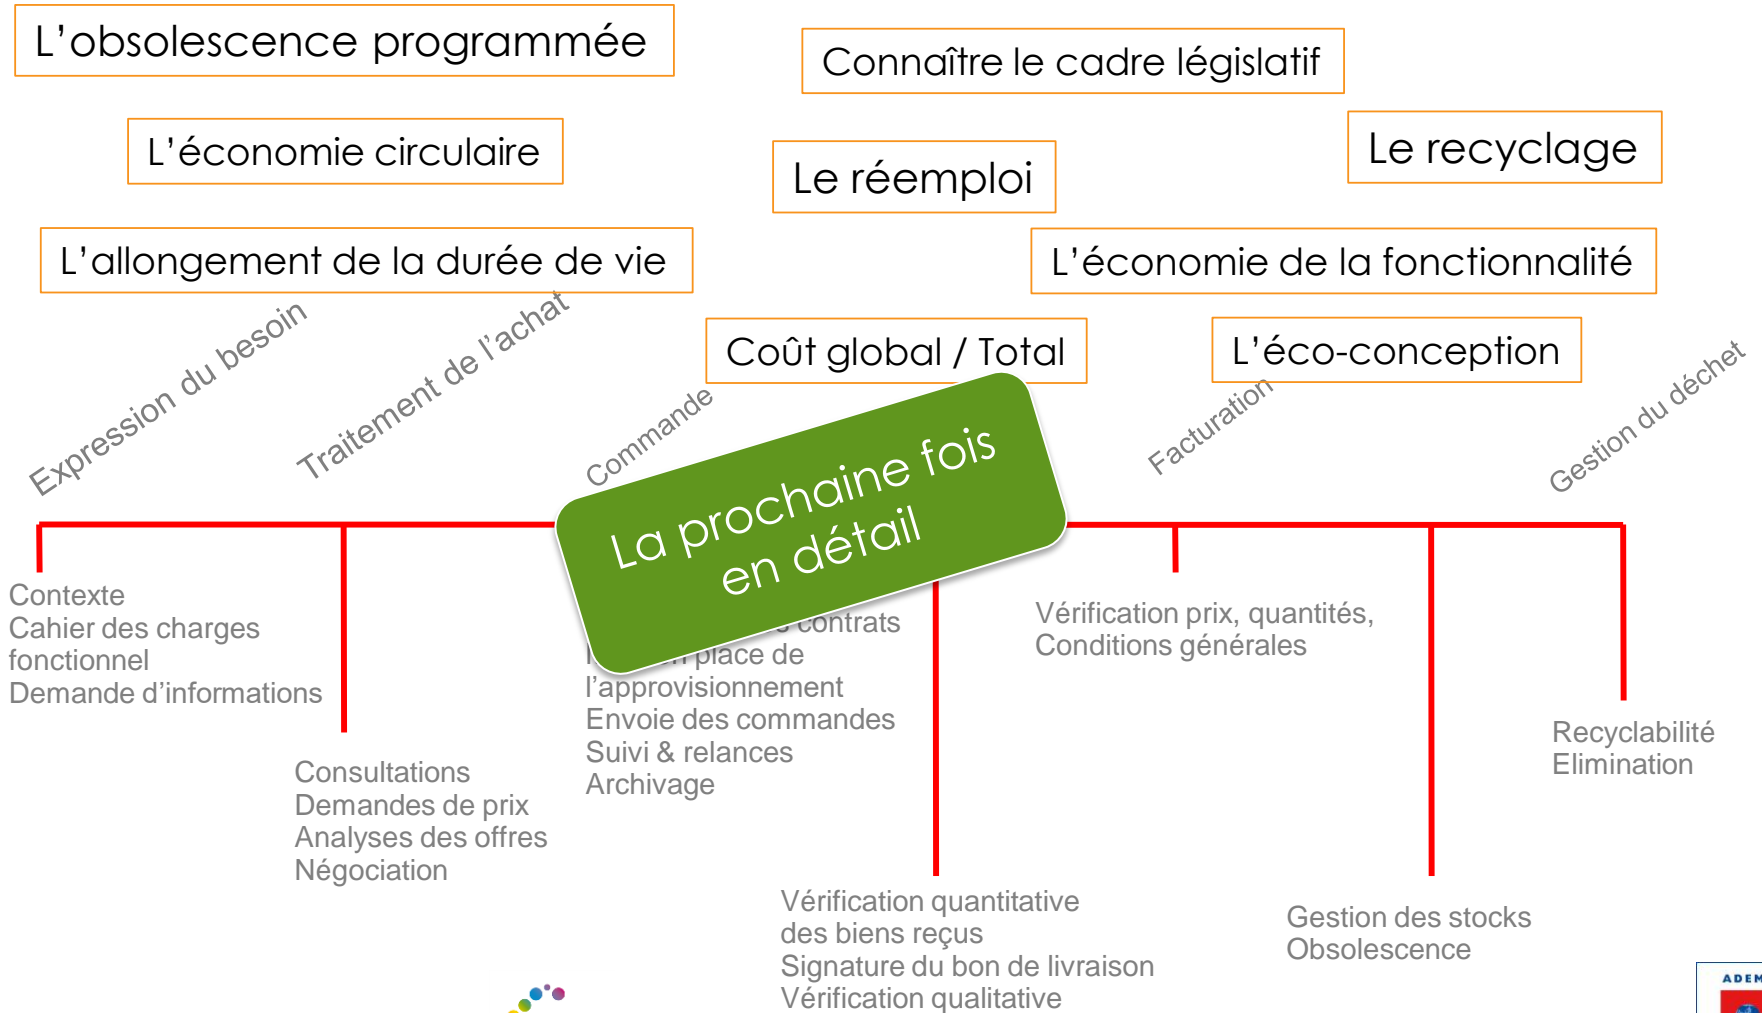 L'obsolescence programmée
Connaître le cadre législatif
L'économie circulaire
Le réemploi
Le recyclage
L'allongement de la durée de vie
L'économie de la fonctionnalité
Coût global / Total
L'éco-conception
Expression du besoin
Traitement de l'achat
Commande
Facturation
Gestion du déchet
La prochaine fois
en détail
Contexte
Cahier des charges
fonctionnel
Demande d'informations
Consultations
Demandes de prix
Analyses des offres
Négociation
contrats
place de
l'approvisionnement
Envoie des commandes
Suivi & relances
Archivage
Vérification quantitative
des biens reçus
Signature du bon de livraison
Vérification qualitative
Vérification prix, quantités,
Conditions générales
Gestion des stocks
Obsolescence
Recyclabilité
Elimination
ADEM